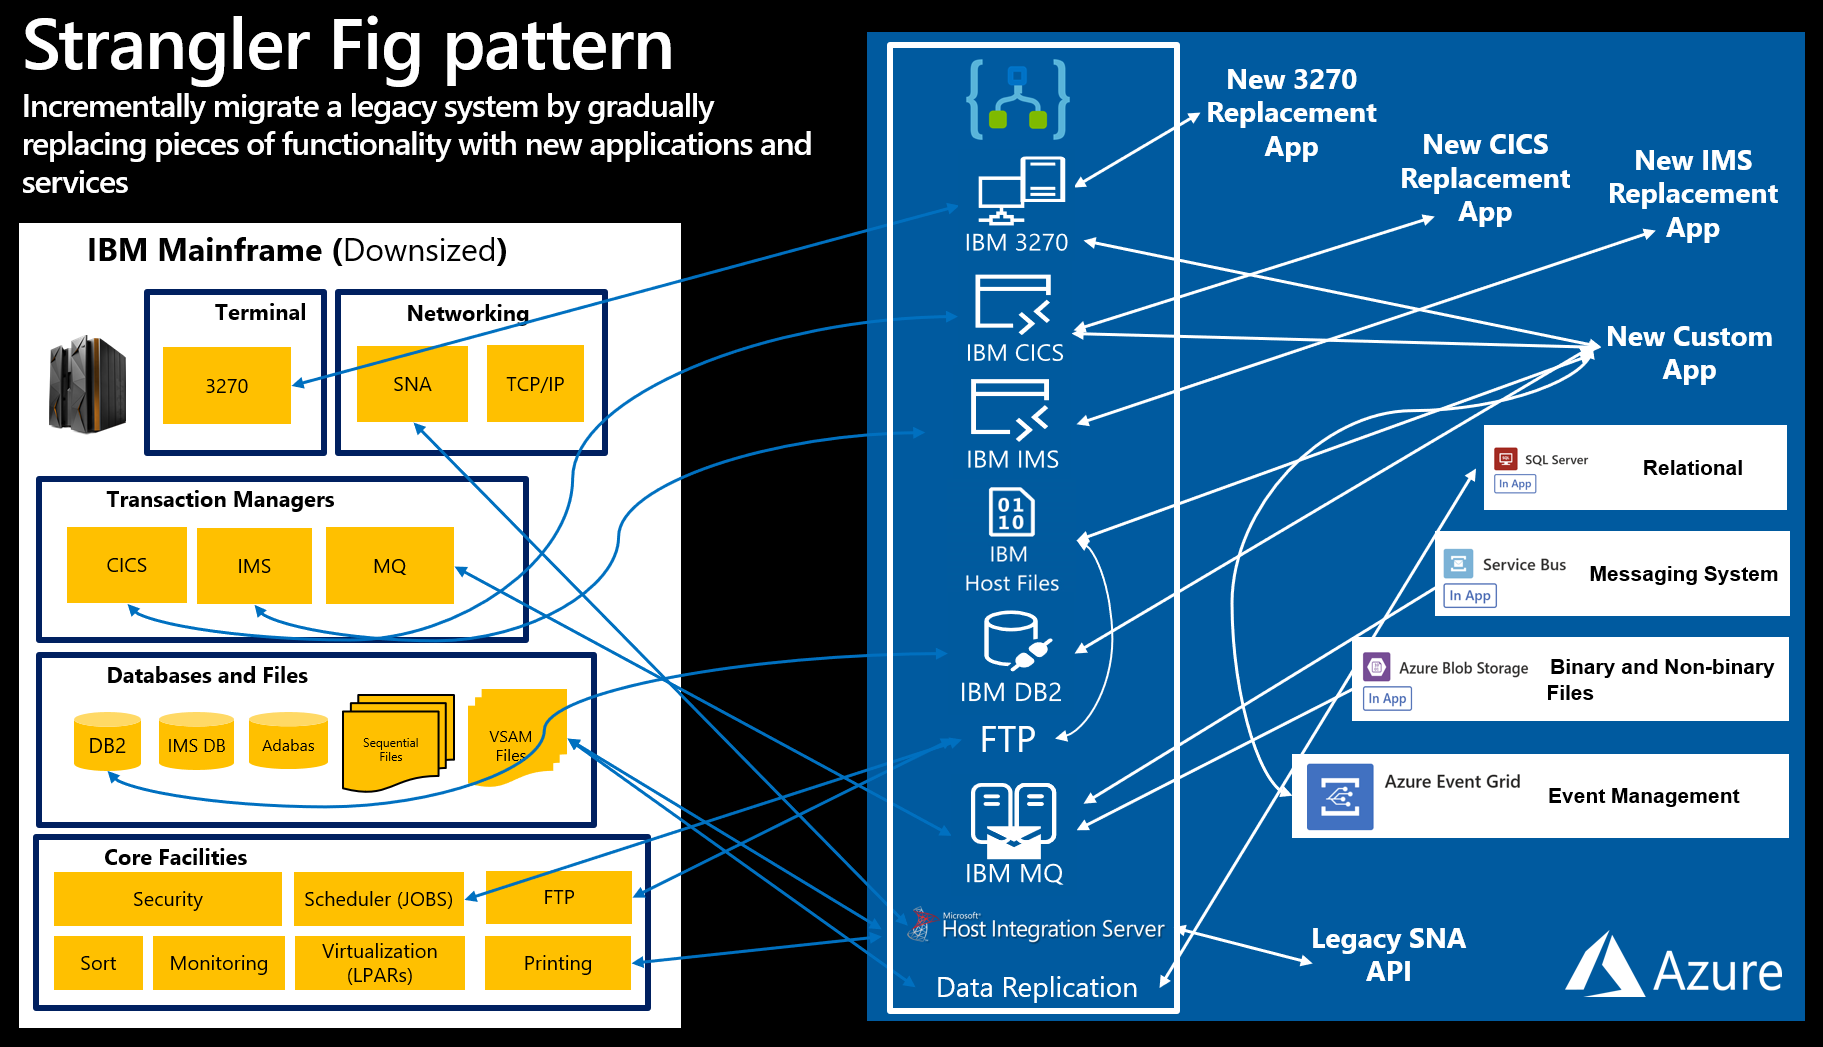 Strangler Fig pattern
Incrementally migrate a legacy system by gradually
replacing pieces of functionality with new applications and
services
IBM Mainframe (Downsized)
Terminal
3270
Networking
SNA
TCP/IP
Transaction Managers
CICS
IMS
MQ
Databases and Files
DB2
IMS DB
Adabas
Sequential
Files
VSAM
Files
Core Facilities
Security
Scheduler (JOBS)
FTP
Sort
Monitoring
Virtualization
(LPARs)
Printing
IBM 3270
IBM CICS
IBM IMS
01
10
IBM
Host Files
IBM DB2
FTP
IBM MQ
Microsoft®
Host Integration Server
Data Replication
New 3270
Replacement
App
New CICS
Replacement
App
New IMS
Replacement
App
New Custom
App
SQL
SQL Server
In App
Relational
Service Bus
In App
Messaging System
Azure Blob Storage
In App
Binary and Non-binary
Files
Azure Event Grid
Event Management
Legacy SNA
API
Azure